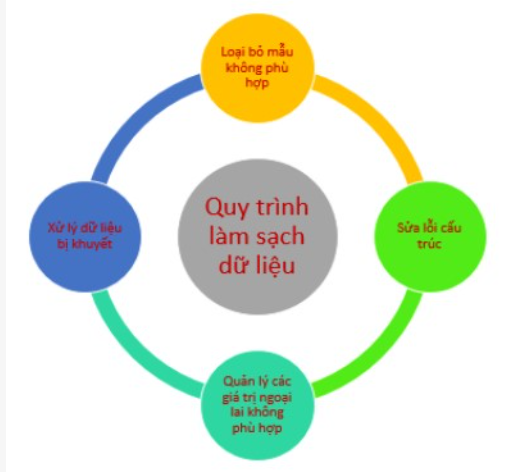 Loại bỏ mẫu
không phù
hợp
Sửa lỗi cấu
trúc
Quản lý các
giá trị ngoại
lai không
phù hợp
Xử lý dữ liệu
bị khuyết
Quy trình
làm sạch
dữ liệu